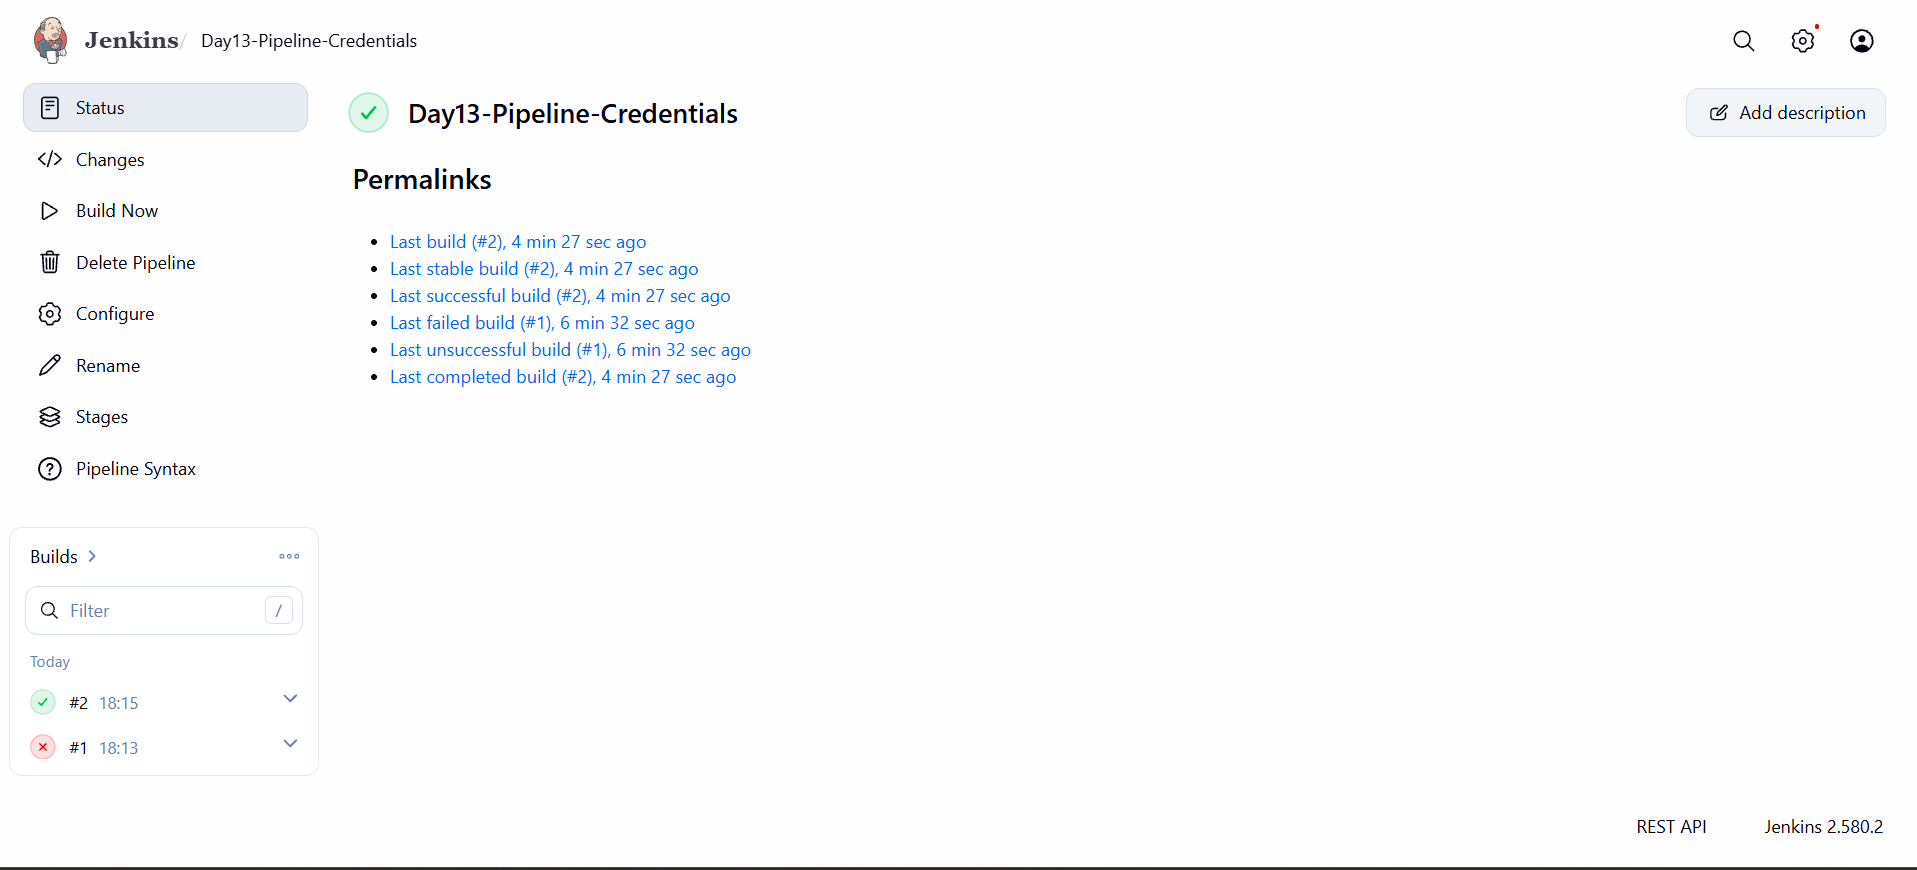 Jenkins / Day13-Pipeline-Credentials
Status
Changes
Build Now
Delete Pipeline
Configure
Rename
Stages
Pipeline Syntax
Builds
Filter /
Today
#2 18:15
#1 18:13
Day13-Pipeline-Credentials
Add description
Permalinks
Last build (#2), 4 min 27 sec ago
Last stable build (#2), 4 min 27 sec ago
Last successful build (#2), 4 min 27 sec ago
Last failed build (#1), 6 min 32 sec ago
Last unsuccessful build (#1), 6 min 32 sec ago
Last completed build (#2), 4 min 27 sec ago
REST API
Jenkins 2.580.2